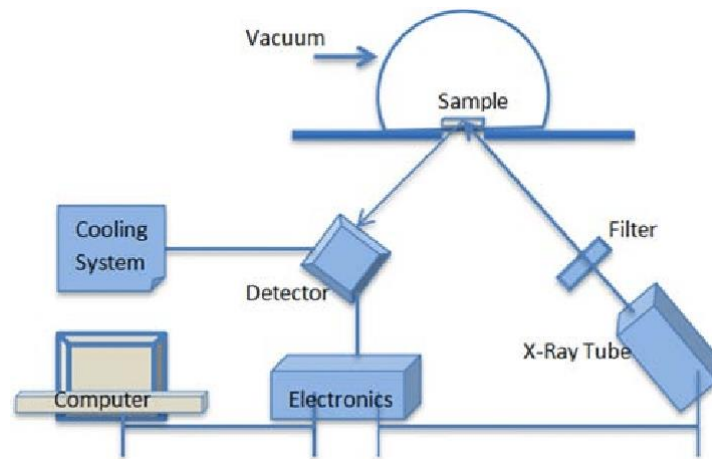 Vacuum
Sample
Filter
Cooling
System
Detector
X-Ray Tube
Computer
Electronics